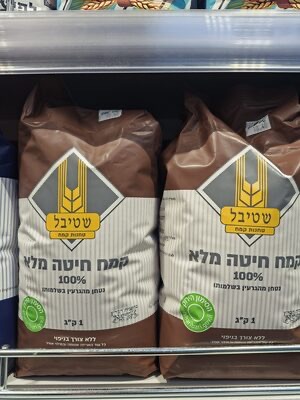 שטיבל
טחנות קמח
קמח חיטה מלא
100%
נטחן מהגרעין בשלמותו
1 ק"ג
ללא צורך בניפוי
שטיבל
טחנות קמח
קמח חיטה מלא
100%
נטחן מהגרעין בשלמותו
1 ק"ג
ללא צורך בניפוי